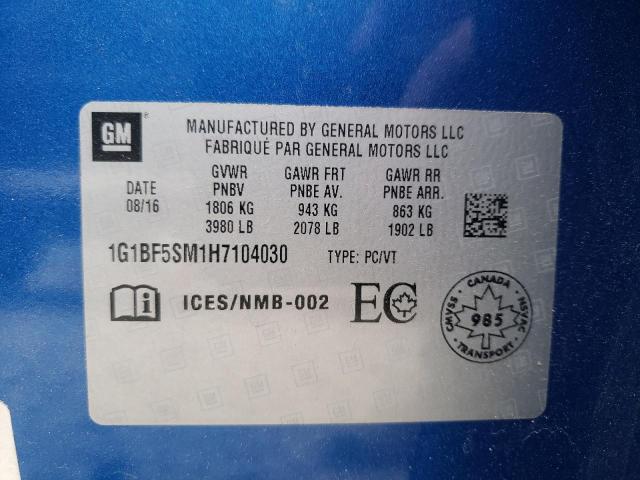 GM
®
MANUFACTURED BY GENERAL MOTORS LLC
FABRIQUÉ PAR GENERAL MOTORS LLC
DATE
08/16
GVWR
PNBV
1806 KG
3980 LB
GAWR FRT
PNBE AV.
943 KG
2078 LB
GAWR RR
PNBE ARR.
863 KG
1902 LB
1G1BF5SM1H7104030 TYPE: PC/VT
i ICES/NMB-002 EC
CANADA
CMVSS
NSVAC
985
TRANSPORT